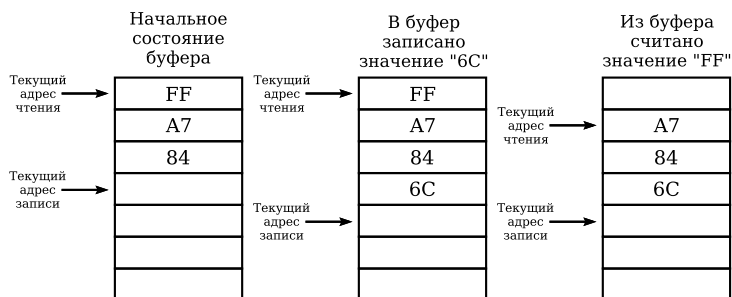 Начальное
состояние
буфера
Текущий
адрес
чтения
Текущий
адрес
записи
FF
A7
84
В буфер
записано
значение "6C"
Текущий
адрес
чтения
Текущий
адрес
записи
FF
A7
84
6C
Из буфера
считано
значение "FF"
Текущий
адрес
чтения
Текущий
адрес
записи
A7
84
6C